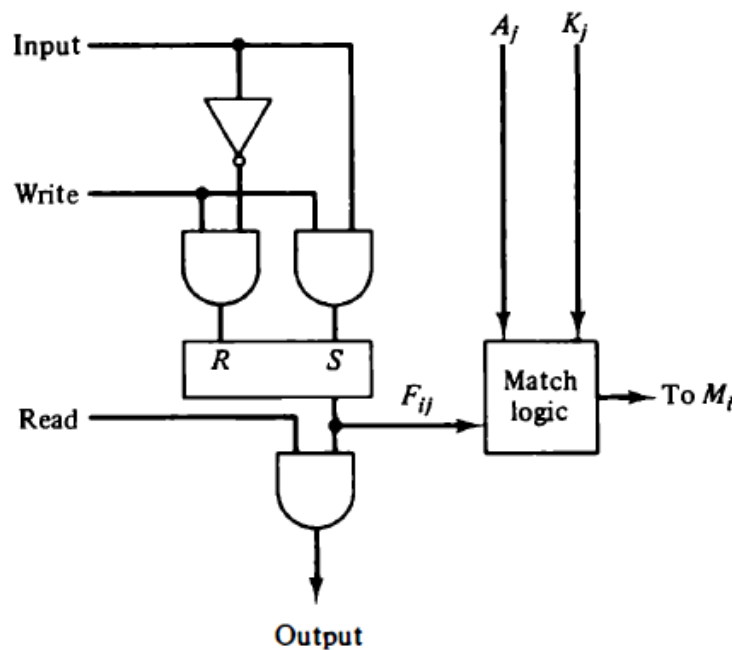 Input
A_j K_j
Write
R S
Match
logic
F_ij
To M_i
Read
Output